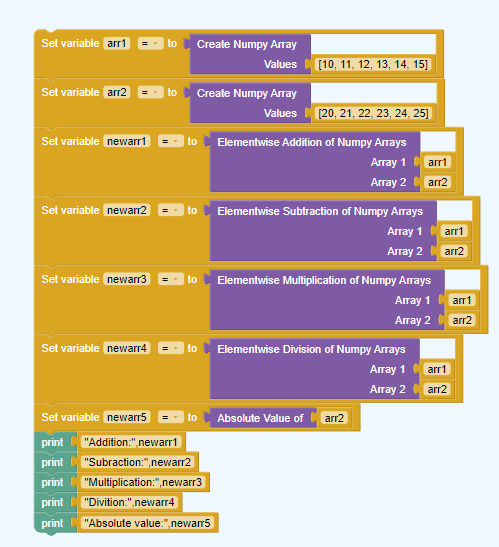 Set variable arr1 = to Create Numpy Array
Values [10, 11, 12, 13, 14, 15]
Set variable arr2 = to Create Numpy Array
Values [20, 21, 22, 23, 24, 25]
Set variable newarr1 = to Elementwise Addition of Numpy Arrays
Array 1 arr1
Array 2 arr2
Set variable newarr2 = to Elementwise Subtraction of Numpy Arrays
Array 1 arr1
Array 2 arr2
Set variable newarr3 = to Elementwise Multiplication of Numpy Arrays
Array 1 arr1
Array 2 arr2
Set variable newarr4 = to Elementwise Division of Numpy Arrays
Array 1 arr1
Array 2 arr2
Set variable newarr5 = to Absolute Value of arr2
print "Addition:",newarr1
print "Subraction:",newarr2
print "Multiplication:",newarr3
print "Divition:",newarr4
print "Absolute value:",newarr5